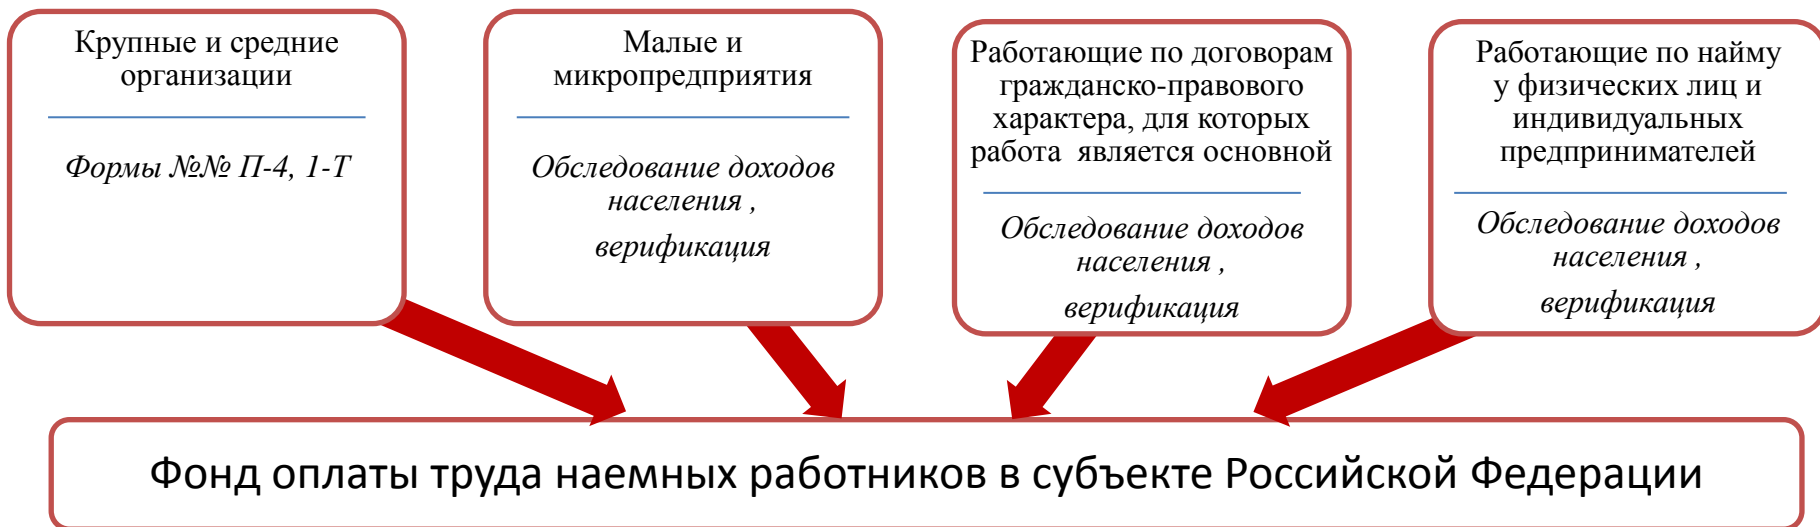 Крупные и средние
организации
Формы №№ П-4, 1-Т
Малые и
микропредприятия
Обследование доходов
населения ,
верификация
Работающие по договорам
гражданско-правового
характера, для которых
работа является основной
Обследование доходов
населения ,
верификация
Работающие по найму
у физических лиц и
индивидуальных
предпринимателей
Обследование доходов
населения ,
верификация
Фонд оплаты труда наемных работников в субъекте Российской Федерации